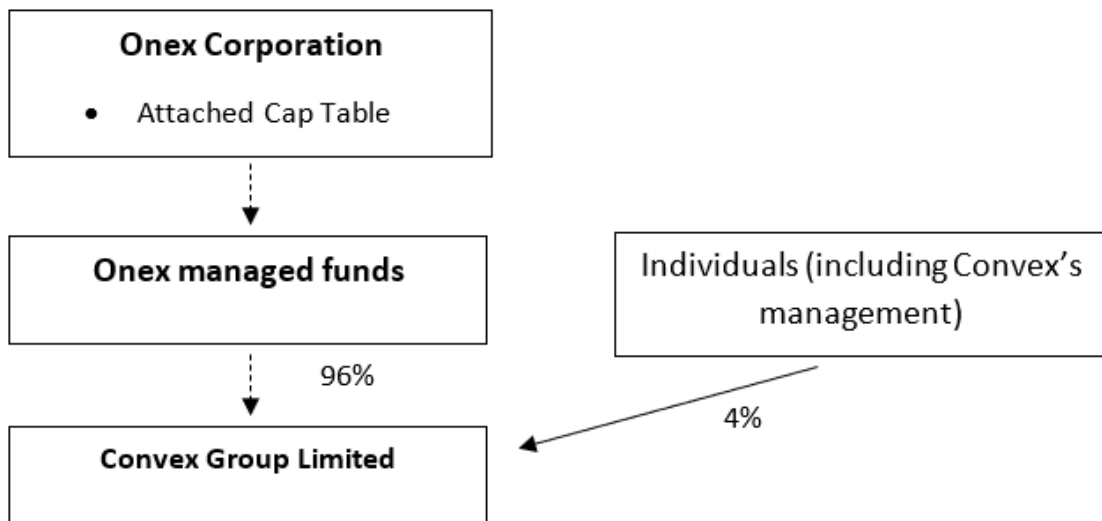 Onex Corporation
• Attached Cap Table
Onex managed funds
Individuals (including Convex’s
management)
96%
4%
Convex Group Limited